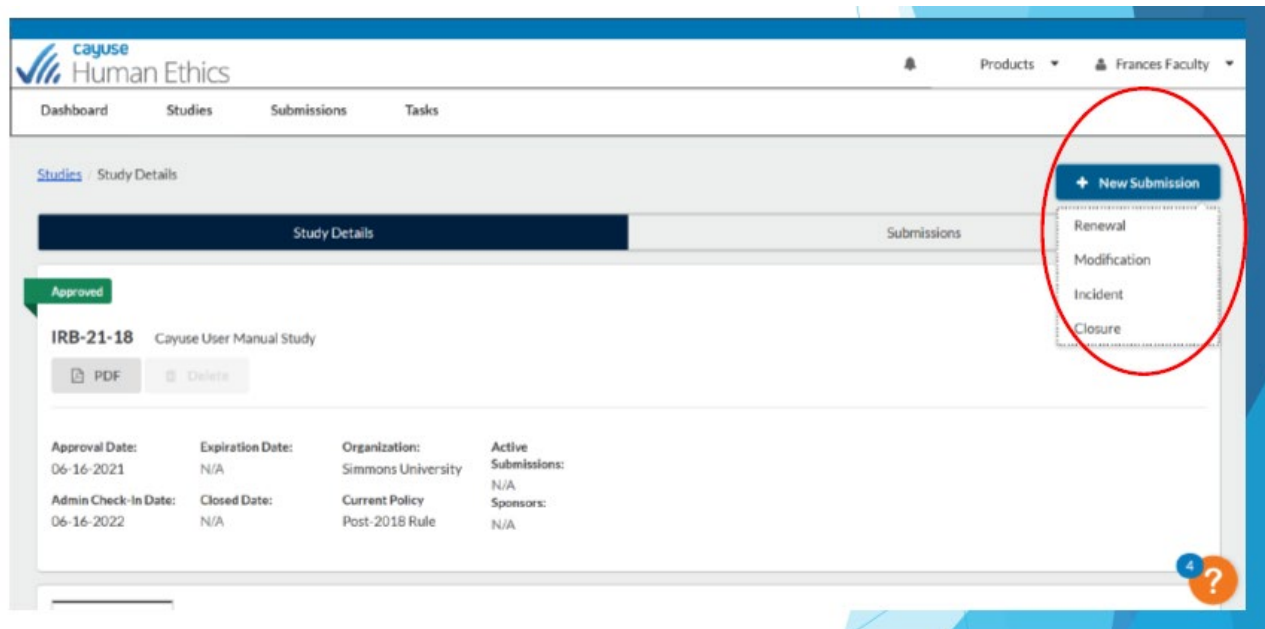 cayuse
Human Ethics
Products
Frances Faculty
Dashboard Studies Submissions Tasks
Studies / Study Details
+ New Submission
Study Details
Submissions
Renewal
Modification
Incident
Closure
Approved
IRB-21-18 Cayuse User Manual Study
PDF Delete
Approval Date: Expiration Date: Organization: Active
Submissions:
06-16-2021 N/A Simmons University
N/A
Admin Check-In Date: Closed Date: Current Policy Sponsors:
06-16-2022 N/A Post-2018 Rule N/A
4
?